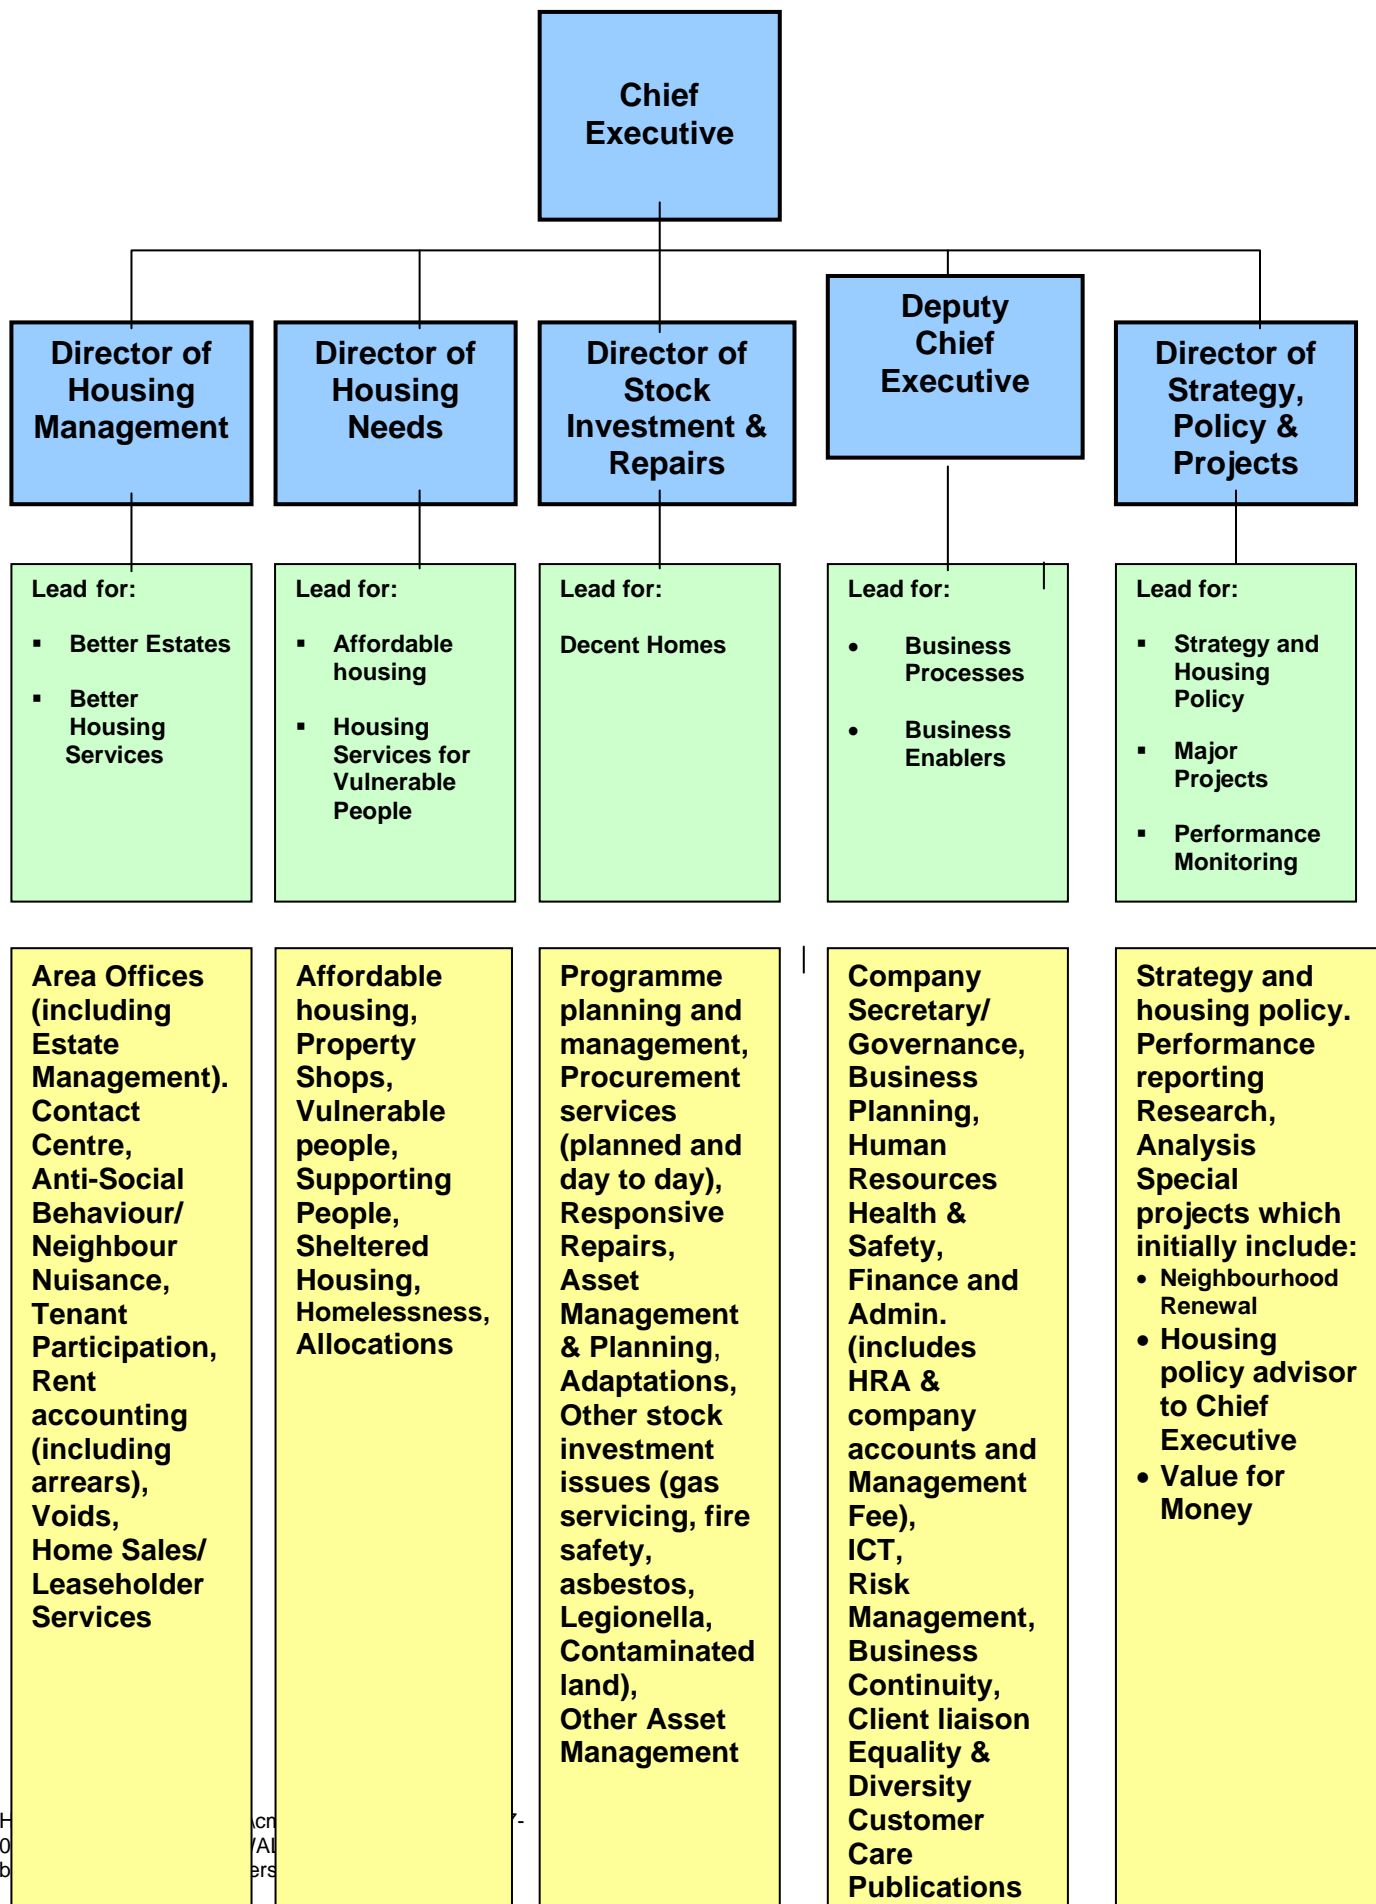 Chief
Executive
Director of
Housing
Management
Director of
Housing
Needs
Director of
Stock
Investment &
Repairs
Deputy
Chief
Executive
Director of
Strategy,
Policy &
Projects
Lead for:
▪ Better Estates
▪ Better
Housing
Services
Lead for:
▪ Affordable
housing
▪ Housing
Services for
Vulnerable
People
Lead for:
Decent Homes
Lead for:
• Business
Processes
• Business
Enablers
Lead for:
▪ Strategy and
Housing
Policy
▪ Major
Projects
▪ Performance
Monitoring
Area Offices
(including
Estate
Management).
Contact
Centre,
Anti-Social
Behaviour/
Neighbour
Nuisance,
Tenant
Participation,
Rent
accounting
(including
arrears),
Voids,
Home Sales/
Leaseholder
Services
Affordable
housing,
Property
Shops,
Vulnerable
people,
Supporting
People,
Sheltered
Housing,
Homelessness,
Allocations
Programme
planning and
management,
Procurement
services
(planned and
day to day),
Responsive
Repairs,
Asset
Management
& Planning,
Adaptations,
Other stock
investment
issues (gas
servicing, fire
safety,
asbestos,
Legionella,
Contaminated
land),
Other Asset
Management
Company
Secretary/
Governance,
Business
Planning,
Human
Resources
Health &
Safety,
Finance and
Admin.
(includes
HRA &
company
accounts and
Management
Fee),
ICT,
Risk
Management,
Business
Continuity,
Client liaison
Equality &
Diversity
Customer
Care
Publications
Strategy and
housing policy.
Performance
reporting
Research,
Analysis
Special
projects which
initially include:
• Neighbourhood
Renewal
• Housing
policy advisor
to Chief
Executive
• Value for
Money